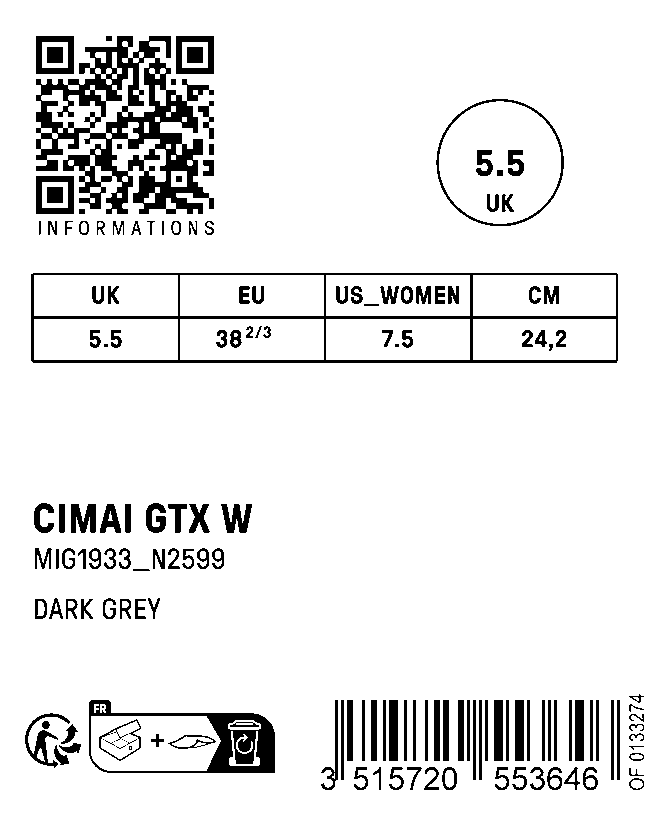 INFORMATIONS
5.5
UK
UK EU US_WOMEN CM
5.5 38 2/3 7.5 24,2
CIMAI GTX W
MIG1933_N2599
DARK GREY
FR
3 515720 553646
OF 0133274